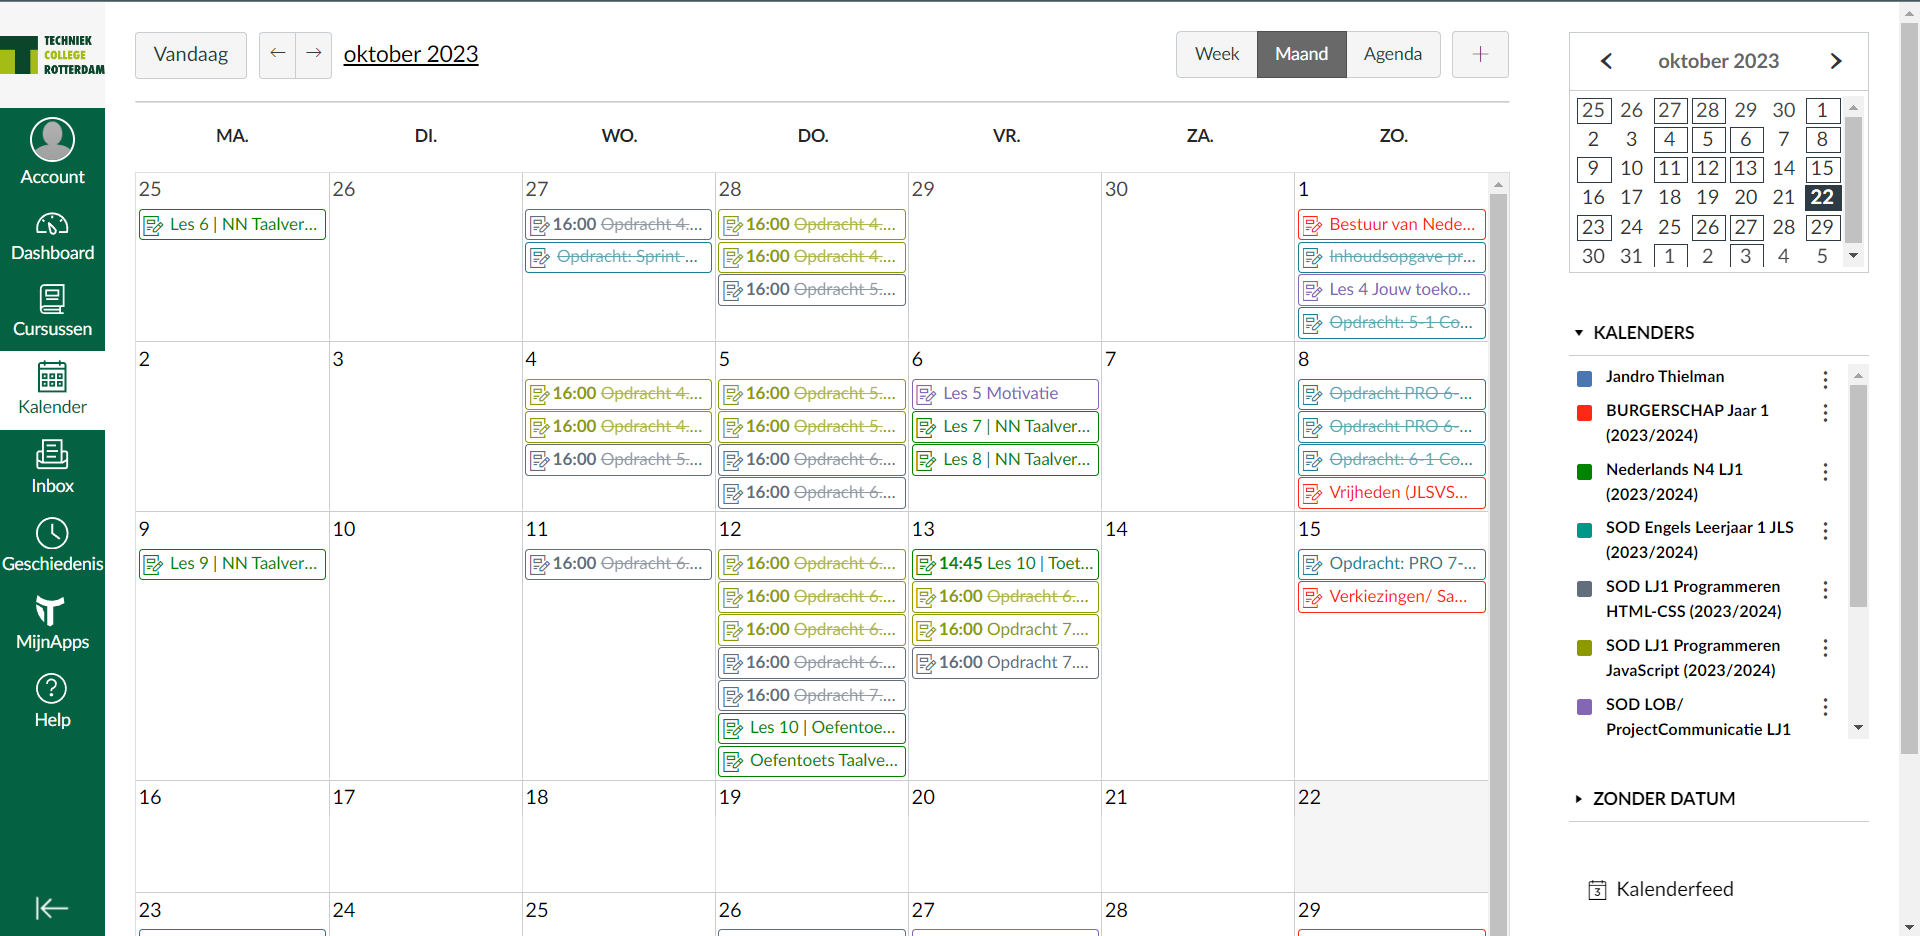 TECHNIEK
COLLEGE
ROTTERDAM
Account
Dashboard
Cursussen
Kalender
Inbox
Geschiedenis
MijnApps
Help
Vandaag
← → oktober 2023
Week Maand Agenda +
MA. DI. WO. DO. VR. ZA. ZO.
25 26 27 28 29 30 1
Les 6 | NN Taalver...
16:00 Opdracht 4....
Opdracht: Sprint ...
16:00 Opdracht 4....
16:00 Opdracht 4....
16:00 Opdracht 5....
Bestuur van Nede...
Inhoudsopgave pr...
Les 4 Jouw toeko...
Opdracht: 5-1 Co...
2 3 4 5 6 7 8
16:00 Opdracht 4....
16:00 Opdracht 4....
16:00 Opdracht 5....
16:00 Opdracht 5....
16:00 Opdracht 5....
16:00 Opdracht 6....
16:00 Opdracht 6....
Les 5 Motivatie
Les 7 | NN Taalver...
Les 8 | NN Taalver...
Opdracht PRO 6-...
Opdracht PRO 6-...
Opdracht: 6-1 Co...
Vrijheden (JLSVS...
9 10 11 12 13 14 15
Les 9 | NN Taalver...
16:00 Opdracht 6....
16:00 Opdracht 6....
16:00 Opdracht 6....
16:00 Opdracht 6....
16:00 Opdracht 6....
16:00 Opdracht 7....
Les 10 | Oefentoe...
Oefentoets Taalve...
14:45 Les 10 | Toet...
16:00 Opdracht 6....
16:00 Opdracht 7....
16:00 Opdracht 7....
Opdracht: PRO 7-...
Verkiezingen/ Sa...
16 17 18 19 20 21 22
23 24 25 26 27 28 29
oktober 2023
25 26 27 28 29 30 1
2 3 4 5 6 7 8
9 10 11 12 13 14 15
16 17 18 19 20 21 22
23 24 25 26 27 28 29
30 31 1 2 3 4 5
KALENDERS
Jandro Thielman
BURGERSCHAP Jaar 1
(2023/2024)
Nederlands N4 LJ1
(2023/2024)
SOD Engels Leerjaar 1 JLS
(2023/2024)
SOD LJ1 Programmeren
HTML-CSS (2023/2024)
SOD LJ1 Programmeren
JavaScript (2023/2024)
SOD LOB/
ProjectCommunicatie LJ1
ZONDER DATUM
3 Kalenderfeed